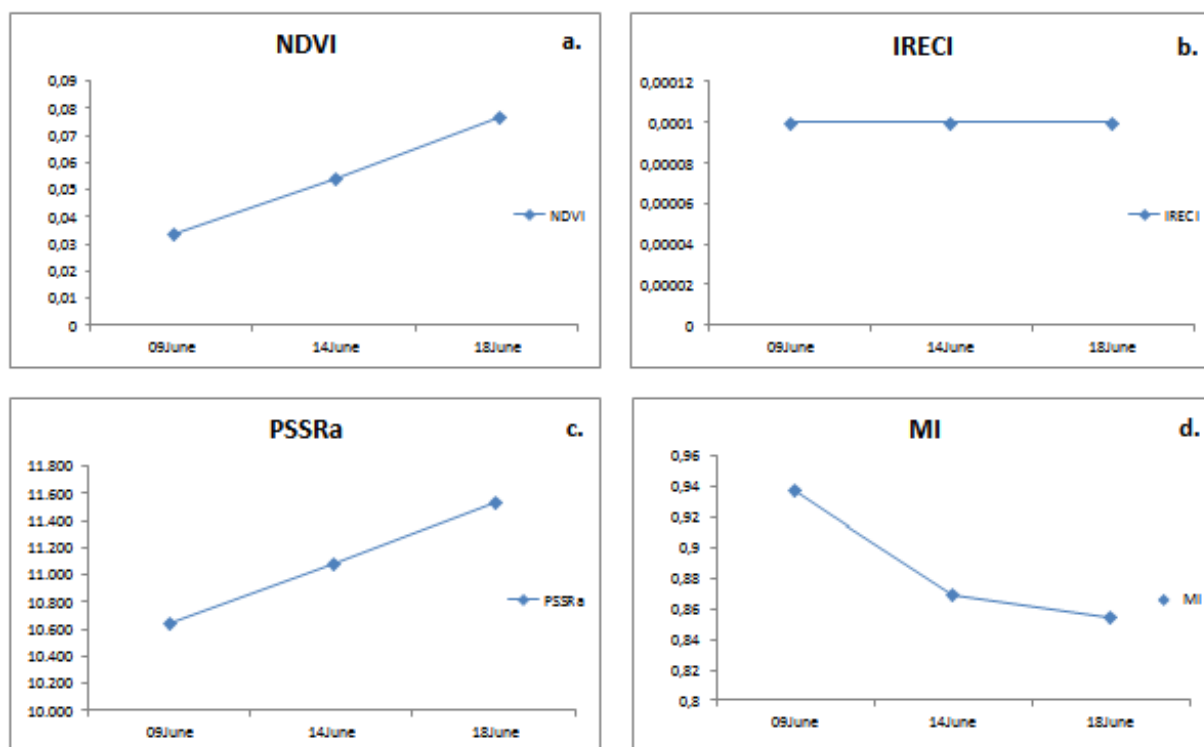 NDVI
a.
0,09
0,08
0,07
0,06
0,05
0,04
0,03
0,02
0,01
0
09June
14June
18June
NDVI
IRECI
b.
0,00012
0,0001
0,00008
0,00006
0,00004
0,00002
0
09June
14June
18June
IRECI
PSSRa
c.
11.800
11.600
11.400
11.200
11.000
10.800
10.600
10.400
10.200
10.000
09June
14June
18June
PSSRa
MI
d.
0,96
0,94
0,92
0,9
0,88
0,86
0,84
0,82
0,8
09June
14June
18June
MI